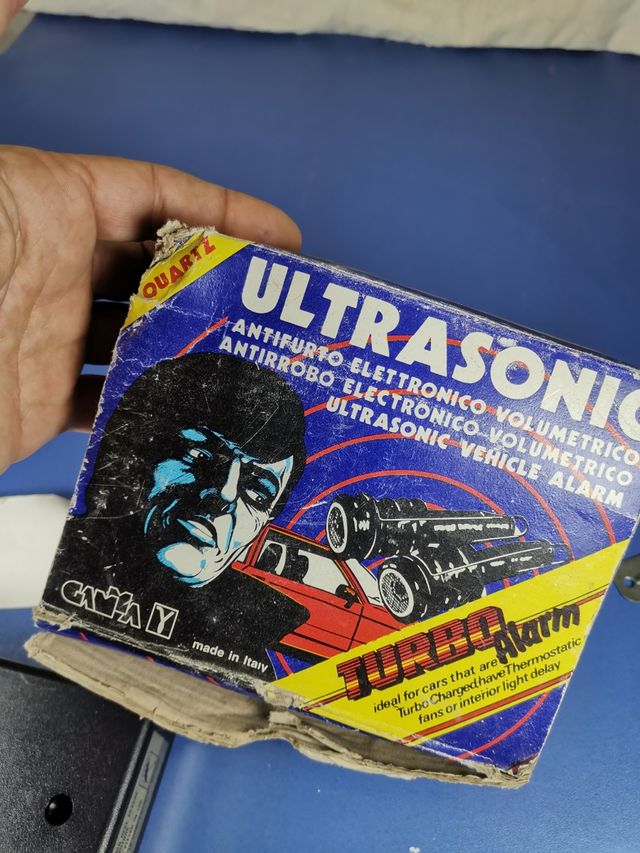 QUARTZ
ULTRASONIC
ANTIFURTO ELETTRONICO VOLUMETRICO
ANTIRROBO ELECTRÓNICO VOLUMETRICO
ULTRASONIC VEHICLE ALARM
TURBO alarm
ideal for cars that are
Turbo Charged, have Thermostatic
fans or interior light delay
made in Italy